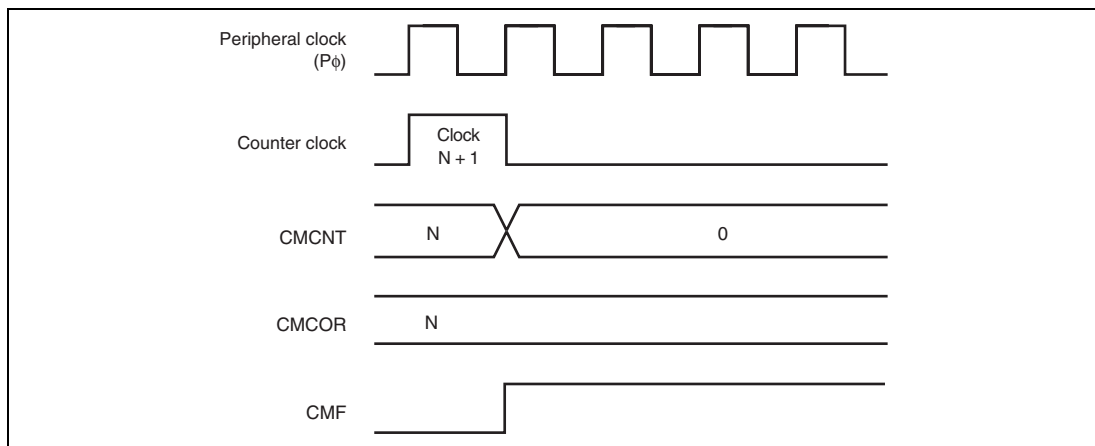 Peripheral clock
(Pϕ)
Counter clock
Clock
N + 1
CMCNT
N
0
CMCOR
N
CMF